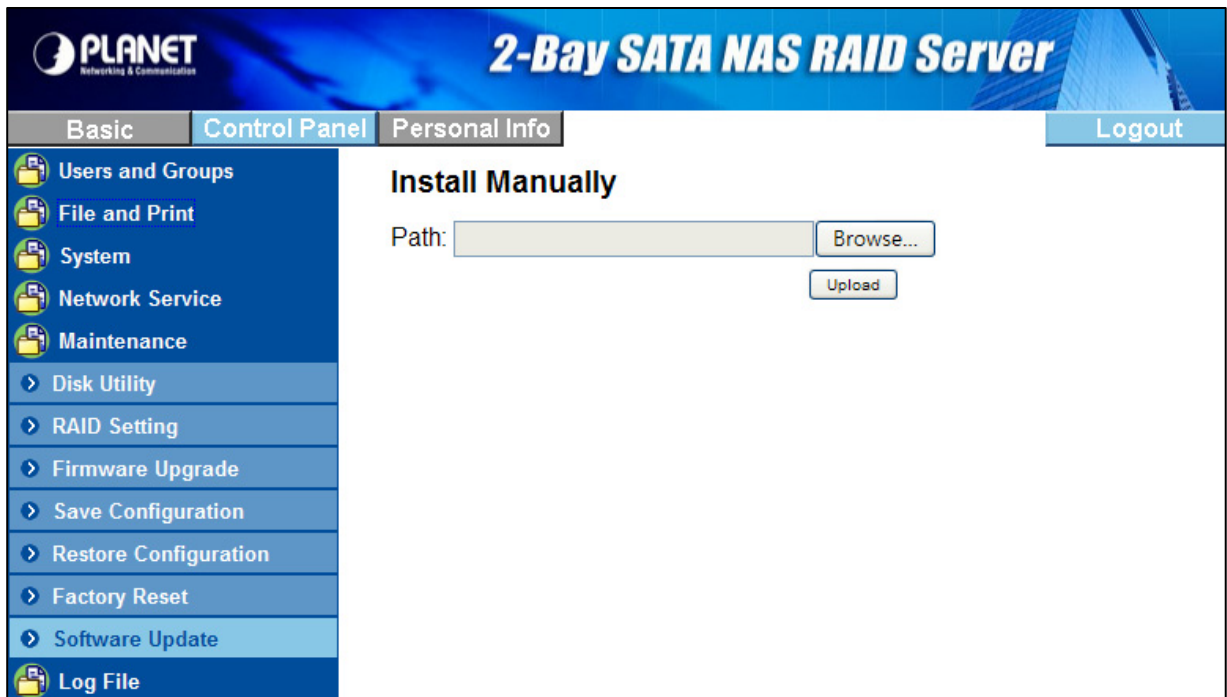 PLANET
Networking & Communication
2-Bay SATA NAS RAID Server
Basic
Control Panel
Personal Info
Logout
Users and Groups
File and Print
System
Network Service
Maintenance
Disk Utility
RAID Setting
Firmware Upgrade
Save Configuration
Restore Configuration
Factory Reset
Software Update
Log File
Install Manually
Path:
Browse...
Upload